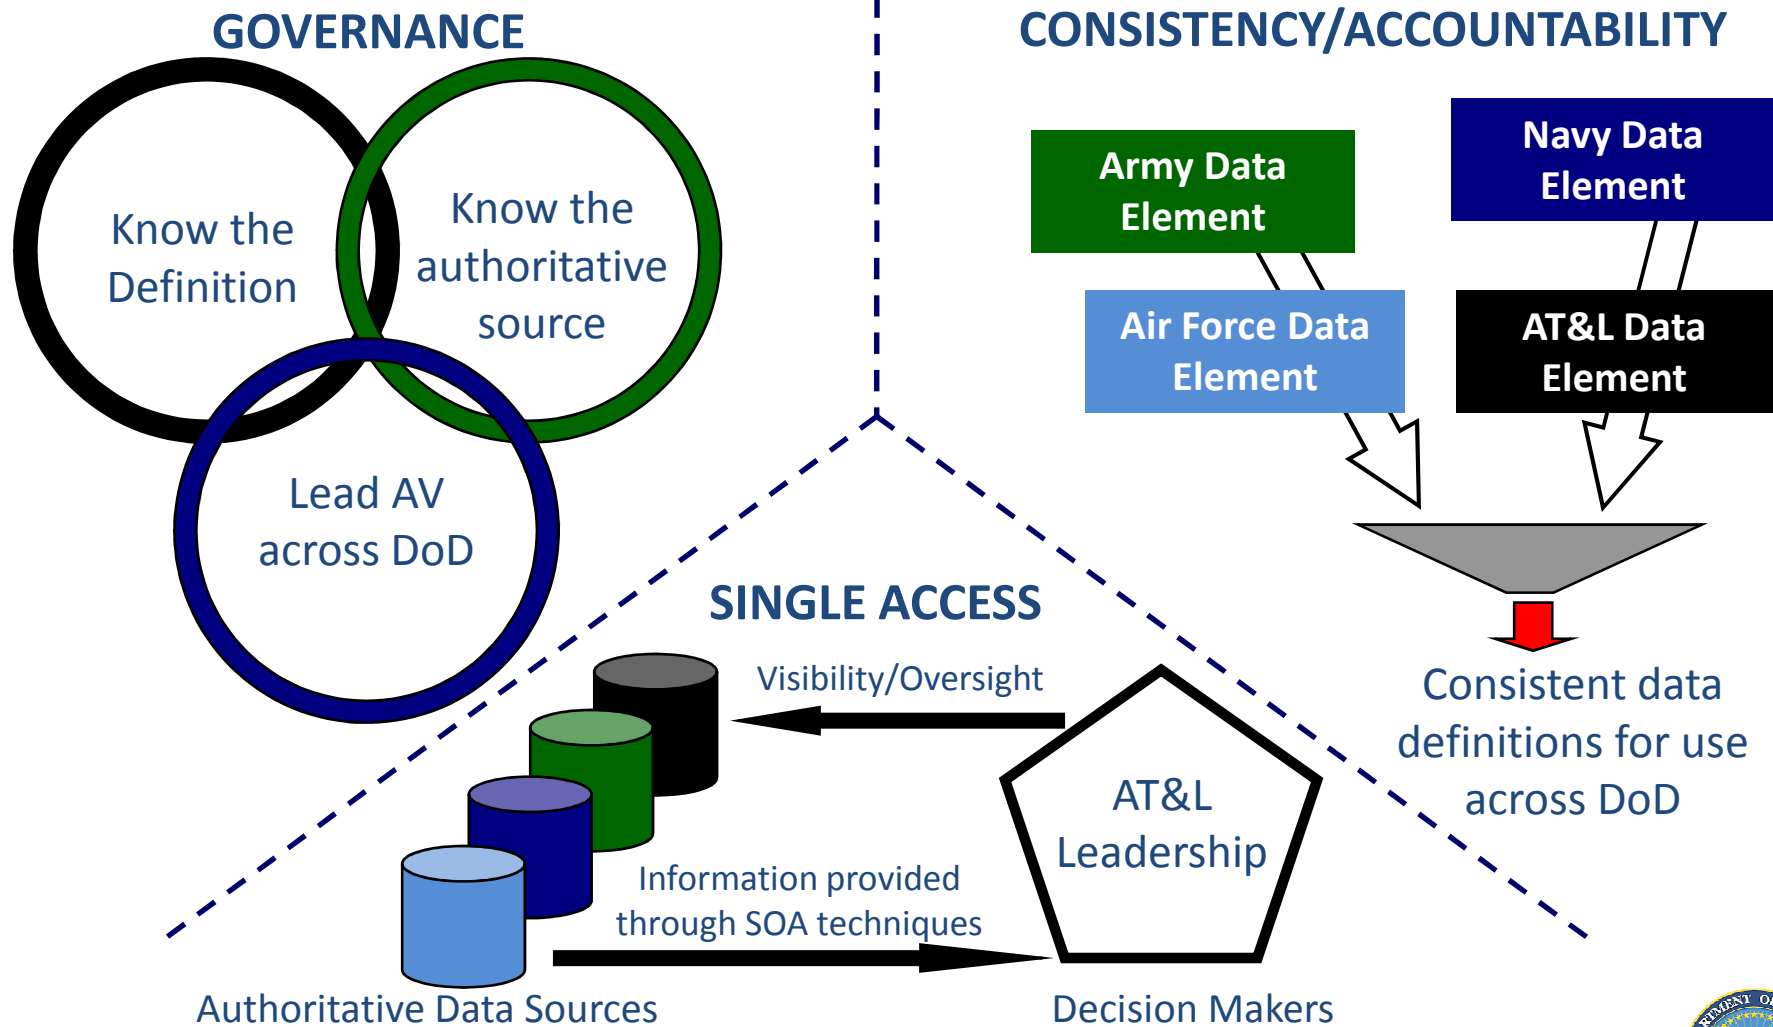 GOVERNANCE
Know the
Definition
Know the
authoritative
source
Lead AV
across DoD
CONSISTENCY/ACCOUNTABILITY
Army Data
Element
Navy Data
Element
Air Force Data
Element
AT&L Data
Element
Consistent data
definitions for use
across DoD
SINGLE ACCESS
Visibility/Oversight
AT&L
Leadership
Information provided
through SOA techniques
Authoritative Data Sources
Decision Makers